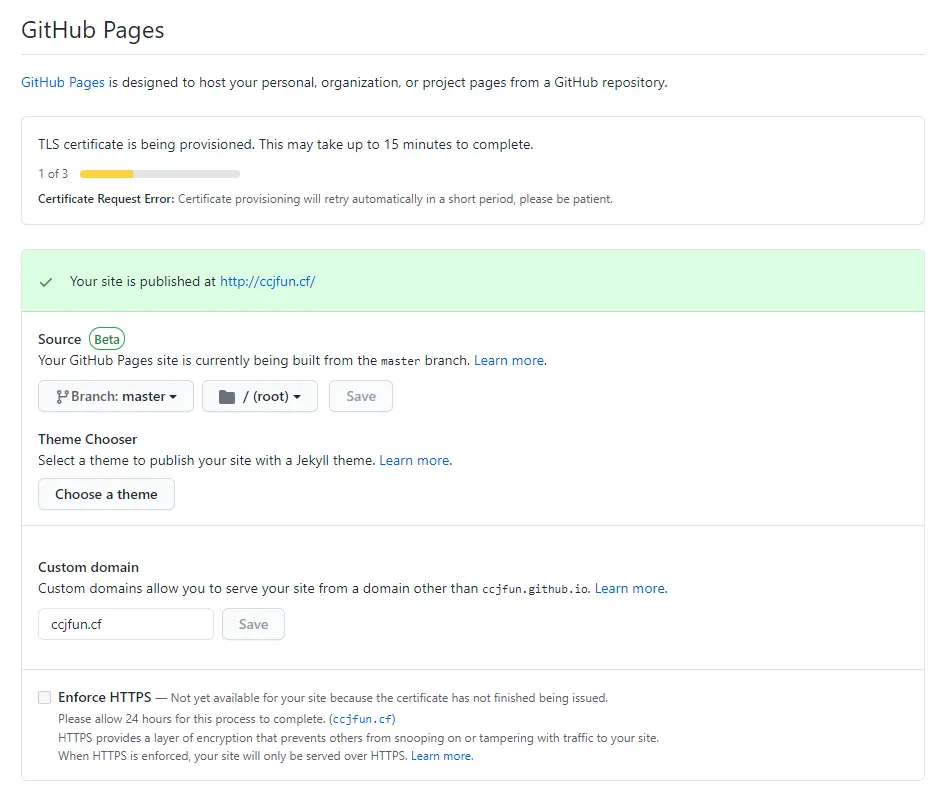 GitHub Pages
GitHub Pages is designed to host your personal, organization, or project pages from a GitHub repository.
TLS certificate is being provisioned. This may take up to 15 minutes to complete.
1 of 3
Certificate Request Error: Certificate provisioning will retry automatically in a short period, please be patient.
Your site is published at http://ccjfun.cf/
Source Beta
Your GitHub Pages site is currently being built from the master branch. Learn more.
Branch: master / (root) Save
Theme Chooser
Select a theme to publish your site with a Jekyll theme. Learn more.
Choose a theme
Custom domain
Custom domains allow you to serve your site from a domain other than ccjfun.github.io. Learn more.
ccjfun.cf Save
Enforce HTTPS — Not yet available for your site because the certificate has not finished being issued.
Please allow 24 hours for this process to complete. (ccjfun.cf)
HTTPS provides a layer of encryption that prevents others from snooping on or tampering with traffic to your site.
When HTTPS is enforced, your site will only be served over HTTPS. Learn more.